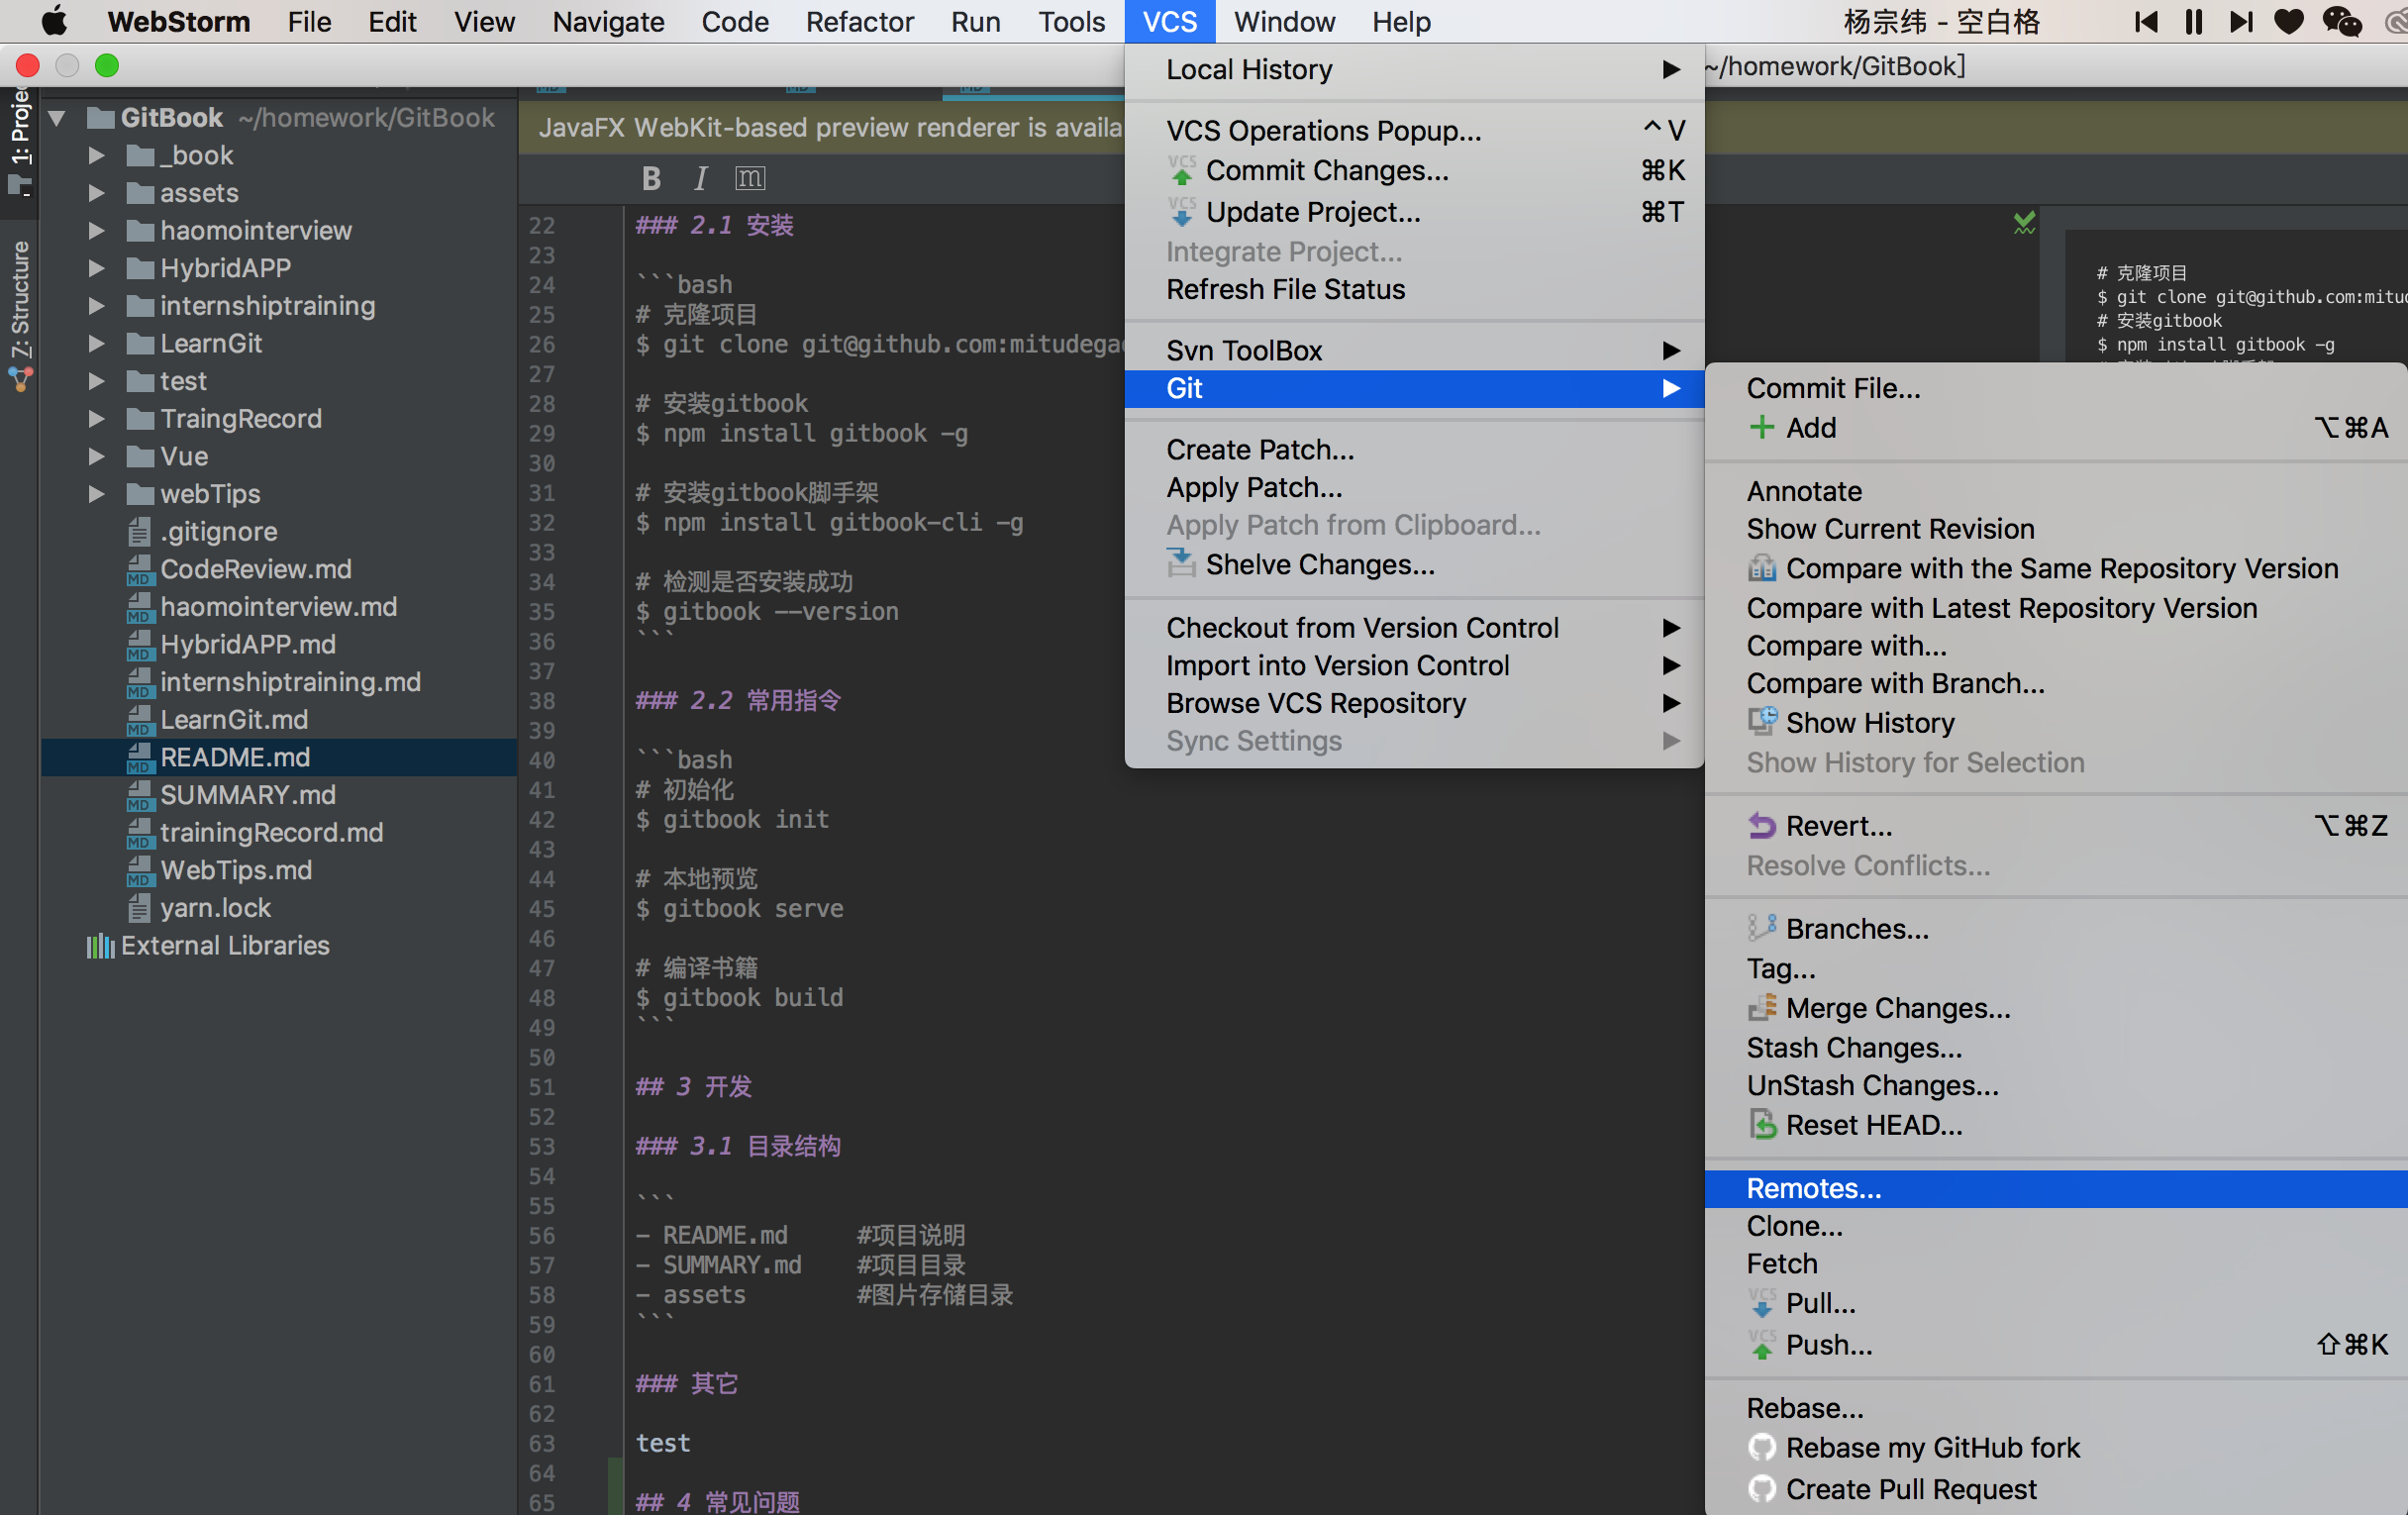 WebStorm File Edit View Navigate Code Refactor Run Tools VCS Window Help 杨宗纬 - 空白格
~/homework/GitBook]
1: Projec
Z: Structure
GitBook ~/homework/GitBook
_book
assets
haomointerview
HybridAPP
internshiptraining
LearnGit
test
TraingRecord
Vue
webTips
.gitignore
CodeReview.md
haomointerview.md
HybridAPP.md
internshiptraining.md
LearnGit.md
README.md
SUMMARY.md
trainingRecord.md
WebTips.md
yarn.lock
External Libraries
JavaFX WebKit-based preview renderer is availa
B I m
22 ### 2.1 安装
23
24 ```bash
25 # 克隆项目
26 $ git clone git@github.com:mitudega
27
28 # 安装gitbook
29 $ npm install gitbook -g
30
31 # 安装gitbook脚手架
32 $ npm install gitbook-cli -g
33
34 # 检测是否安装成功
35 $ gitbook --version
36 ```
37
38 ### 2.2 常用指令
39
40 ```bash
41 # 初始化
42 $ gitbook init
43
44 # 本地预览
45 $ gitbook serve
46
47 # 编译书籍
48 $ gitbook build
49 ```
50
51 ## 3 开发
52
53 ### 3.1 目录结构
54
55 ```
56 - README.md #项目说明
57 - SUMMARY.md #项目目录
58 - assets #图片存储目录
59 ```
60
61 ### 其它
62
63 test
64
65 ## 4 常见问题
Local History
VCS Operations Popup... ^V
Commit Changes... ⌘K
Update Project... ⌘T
Integrate Project...
Refresh File Status
Svn ToolBox
Git
Create Patch...
Apply Patch...
Apply Patch from Clipboard...
Shelve Changes...
Checkout from Version Control
Import into Version Control
Browse VCS Repository
Sync Settings
# 克隆项目
$ git clone git@github.com:mitud
# 安装gitbook
$ npm install gitbook -g
Commit File...
Add ⌥⌘A
Annotate
Show Current Revision
Compare with the Same Repository Version
Compare with Latest Repository Version
Compare with...
Compare with Branch...
Show History
Show History for Selection
Revert... ⌥⌘Z
Resolve Conflicts...
Branches...
Tag...
Merge Changes...
Stash Changes...
UnStash Changes...
Reset HEAD...
Remotes...
Clone...
Fetch
Pull...
Push... ⇧⌘K
Rebase...
Rebase my GitHub fork
Create Pull Request